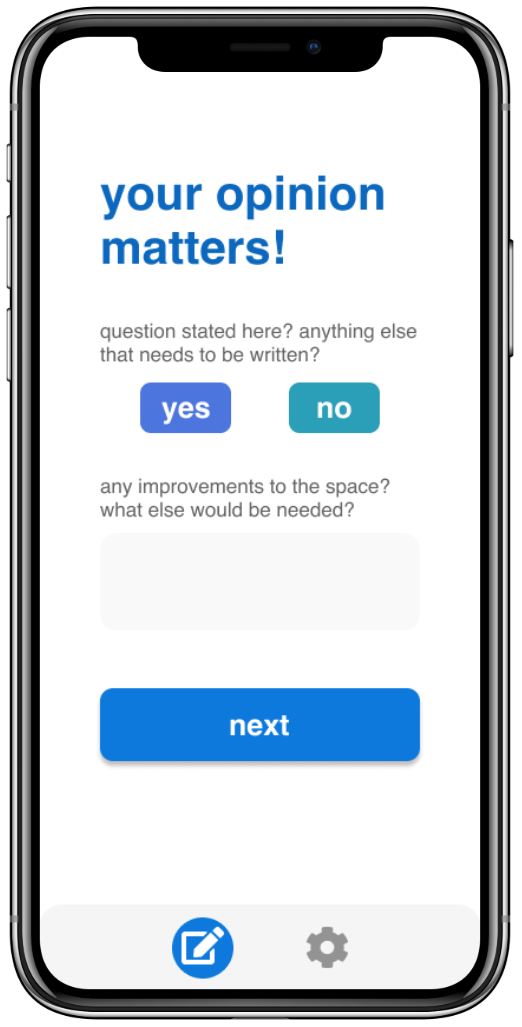 your opinion
matters!
question stated here? anything else
that needs to be written?
yes no
any improvements to the space?
what else would be needed?
next